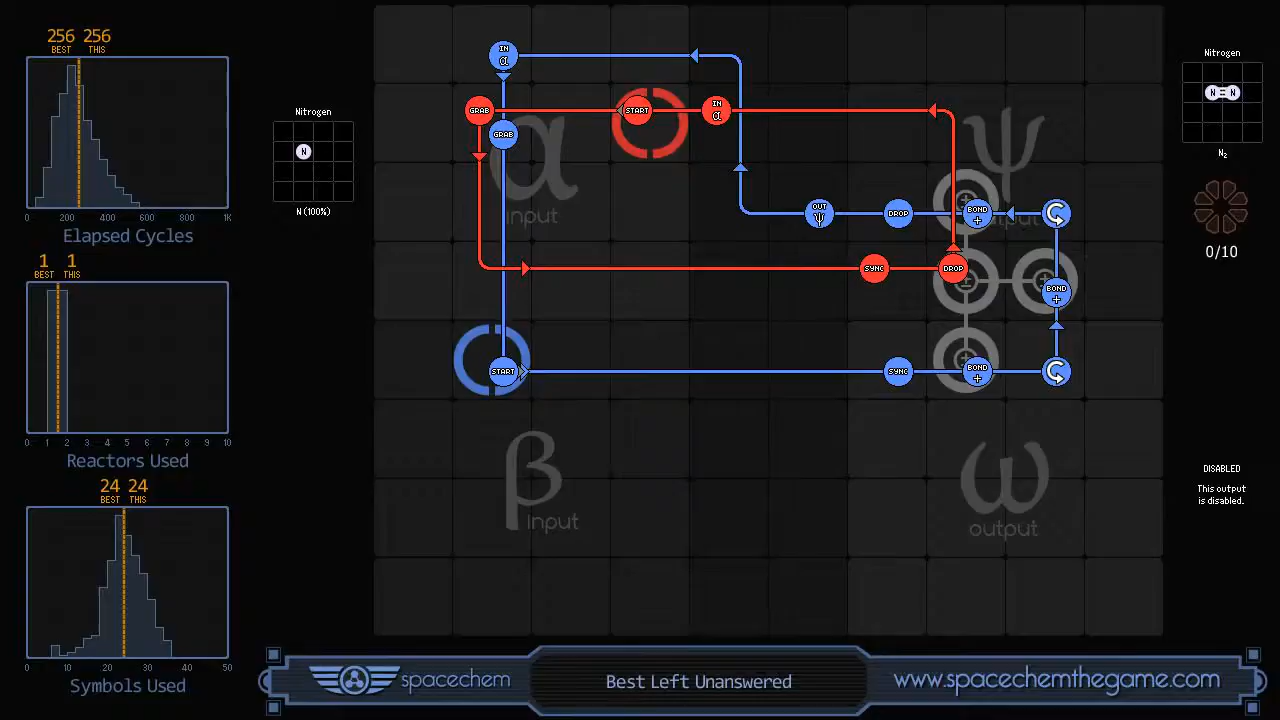 256 256
BEST THIS
0 200 400 600 800 1K
Elapsed Cycles
1 1
BEST THIS
0 1 2 3 4 5 6 7 8 9 10
Reactors Used
24 24
BEST THIS
0 10 20 30 40 50
Symbols Used
Nitrogen
N
N (100%)
IN
α
GRAB
START
IN
α
GRAB
α
input
ψ
output
OUT
ψ
DROP
BOND
+
SYNC
DROP
BOND
+
START
SYNC
BOND
+
β
input
ω
output
Nitrogen
N = N
N₂
0/10
DISABLED
This output
is disabled.
spacechem
Best Left Unanswered
www.spacechemthegame.com